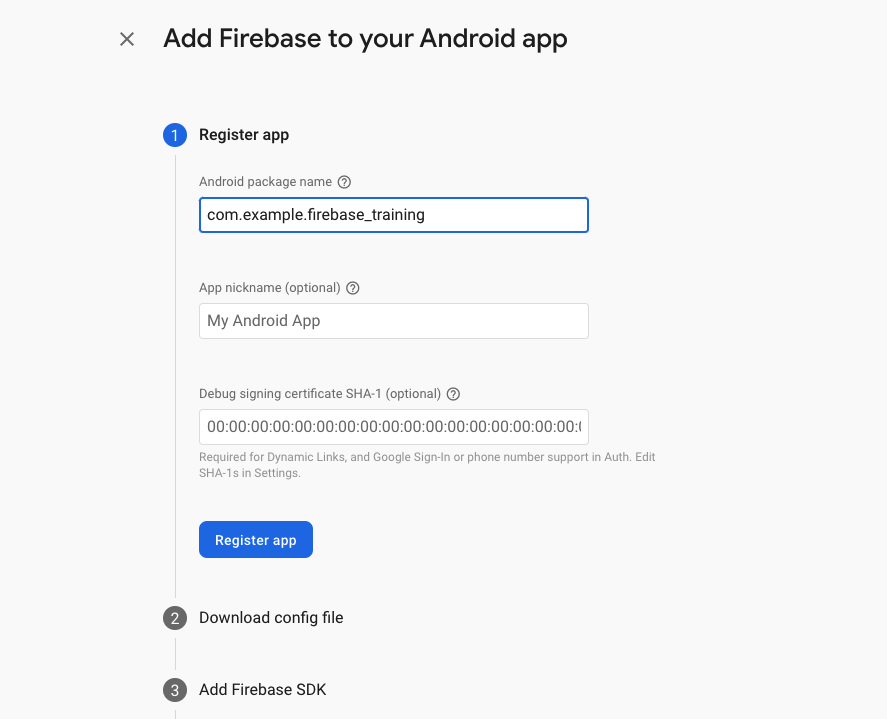 Add Firebase to your Android app
1 Register app
Android package name
com.example.firebase_training
App nickname (optional)
My Android App
Debug signing certificate SHA-1 (optional)
00:00:00:00:00:00:00:00:00:00:00:00:00:00:00:00:00:
Required for Dynamic Links, and Google Sign-In or phone number support in Auth. Edit
SHA-1s in Settings.
Register app
2 Download config file
3 Add Firebase SDK